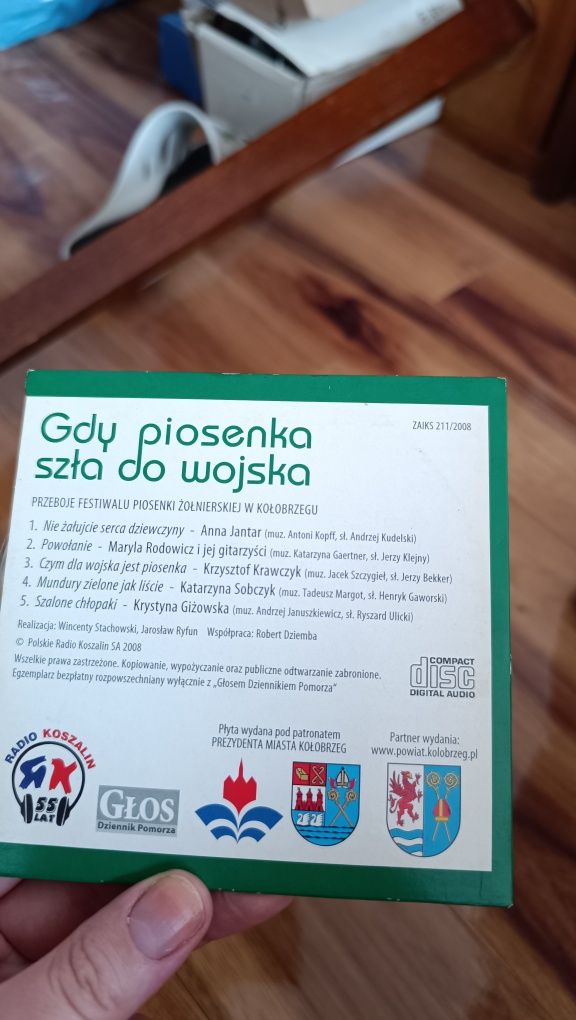 Gdy piosenka
szła do wojska
ZAIKS 211/2008
PRZEBOJE FESTIWALU PIOSENKI ŻOŁNIERSKIEJ W KOŁOBRZEGU
1. Nie żałujcie serca dziewczyny - Anna Jantar (muz. Antoni Kopff, sł. Andrzej Kudelski)
2. Powołanie - Maryla Rodowicz i jej gitarzyści (muz. Katarzyna Gaertner, sł. Jerzy Klejny)
3. Czym dla wojska jest piosenka - Krzysztof Krawczyk (muz. Jacek Szczygieł, sł. Jerzy Bekker)
4. Mundury zielone jak liście - Katarzyna Sobczyk (muz. Tadeusz Margot, sł. Henryk Gaworski)
5. Szalone chłopaki - Krystyna Giżowska (muz. Andrzej Januszkiewicz, sł. Ryszard Ulicki)
Realizacja: Wincenty Stachowski, Jarosław Ryfun Współpraca: Robert Dziemba
© Polskie Radio Koszalin SA 2008
Wszelkie prawa zastrzeżone. Kopiowanie, wypożyczanie oraz publiczne odtwarzanie zabronione.
Egzemplarz bezpłatny rozpowszechniany wyłącznie z „Głosem Dziennikiem Pomorza"
COMPACT
disc
DIGITAL AUDIO
Płyta wydana pod patronatem
PREZYDENTA MIASTA KOŁOBRZEG
Partner wydania:
www.powiat.kolobrzeg.pl
RADIO KOSZALIN
RK
55
LAT
GŁOS
Dziennik Pomorza